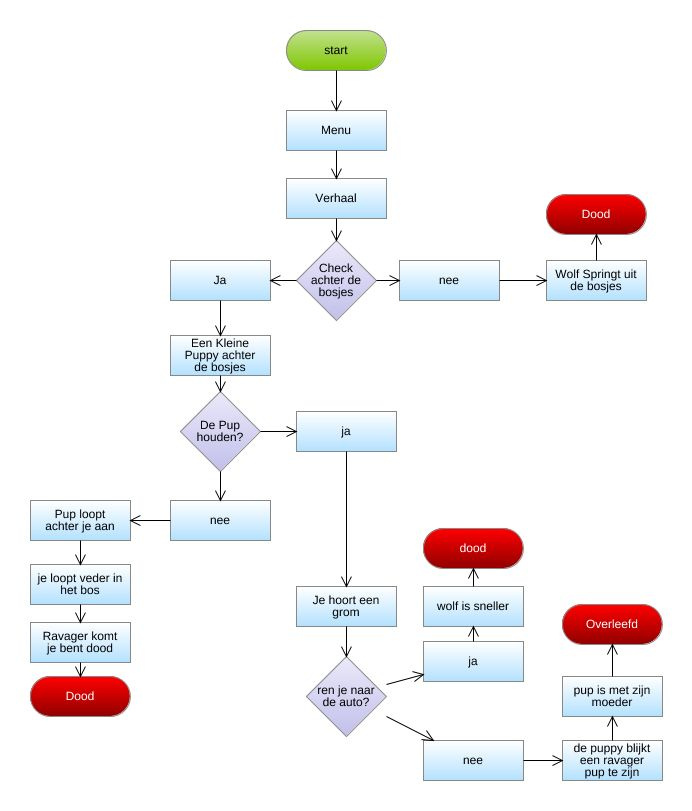 start
Menu
Verhaal
Dood
Check
achter de
bosjes
Ja
nee
Wolf Springt uit
de bosjes
Een Kleine
Puppy achter
de bosjes
De Pup
houden?
ja
nee
Pup loopt
achter je aan
je loopt veder in
het bos
Ravager komt
je bent dood
Dood
Je hoort een
grom
dood
wolf is sneller
ja
ren je naar
de auto?
nee
Overleefd
pup is met zijn
moeder
de puppy blijkt
een ravager
pup te zijn